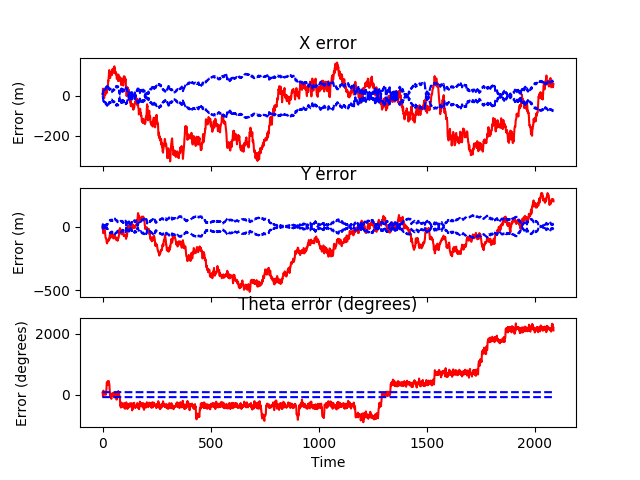 X error
0
−200
Error (m)
Y error
0
−500
Error (m)
Theta error (degrees)
2000
0
Error (degrees)
0 500 1000 1500 2000
Time